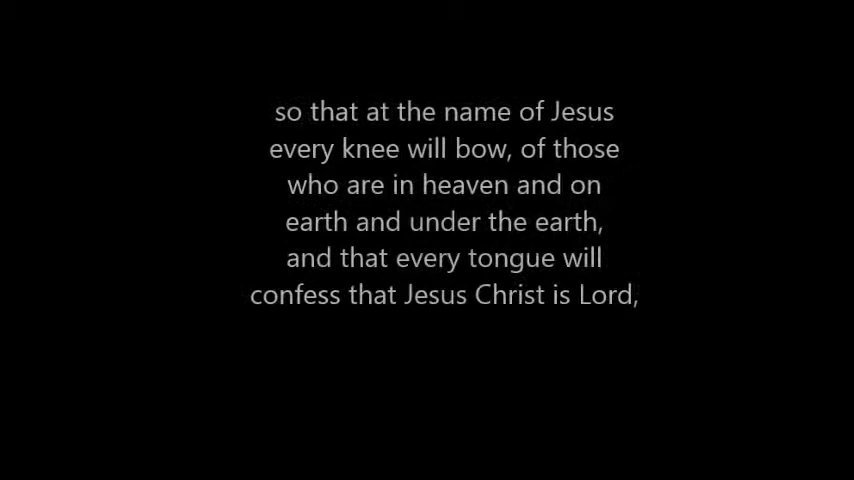 so that at the name of Jesus
every knee will bow, of those
who are in heaven and on
earth and under the earth,
and that every tongue will
confess that Jesus Christ is Lord,